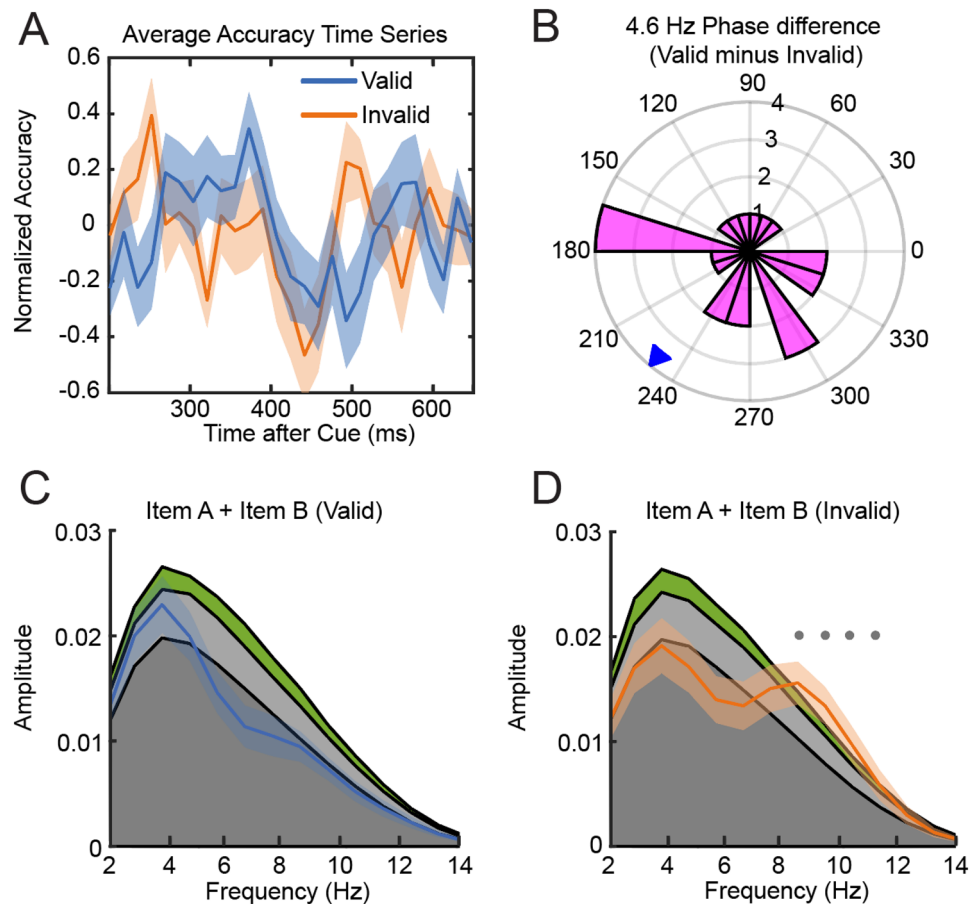 A
Average Accuracy Time Series
0.6
0.4
0.2
0
-0.2
-0.4
-0.6
Normalized Accuracy
Valid
Invalid
300 400 500 600
Time after Cue (ms)
B
4.6 Hz Phase difference
(Valid minus Invalid)
90
120 60
150 30
180 0
210 330
240 300
270
4
3
2
1
C
Item A + Item B (Valid)
0.03
0.02
0.01
0
Amplitude
2 4 6 8 10 12 14
Frequency (Hz)
D
Item A + Item B (Invalid)
0.03
0.02
0.01
0
Amplitude
2 4 6 8 10 12 14
Frequency (Hz)